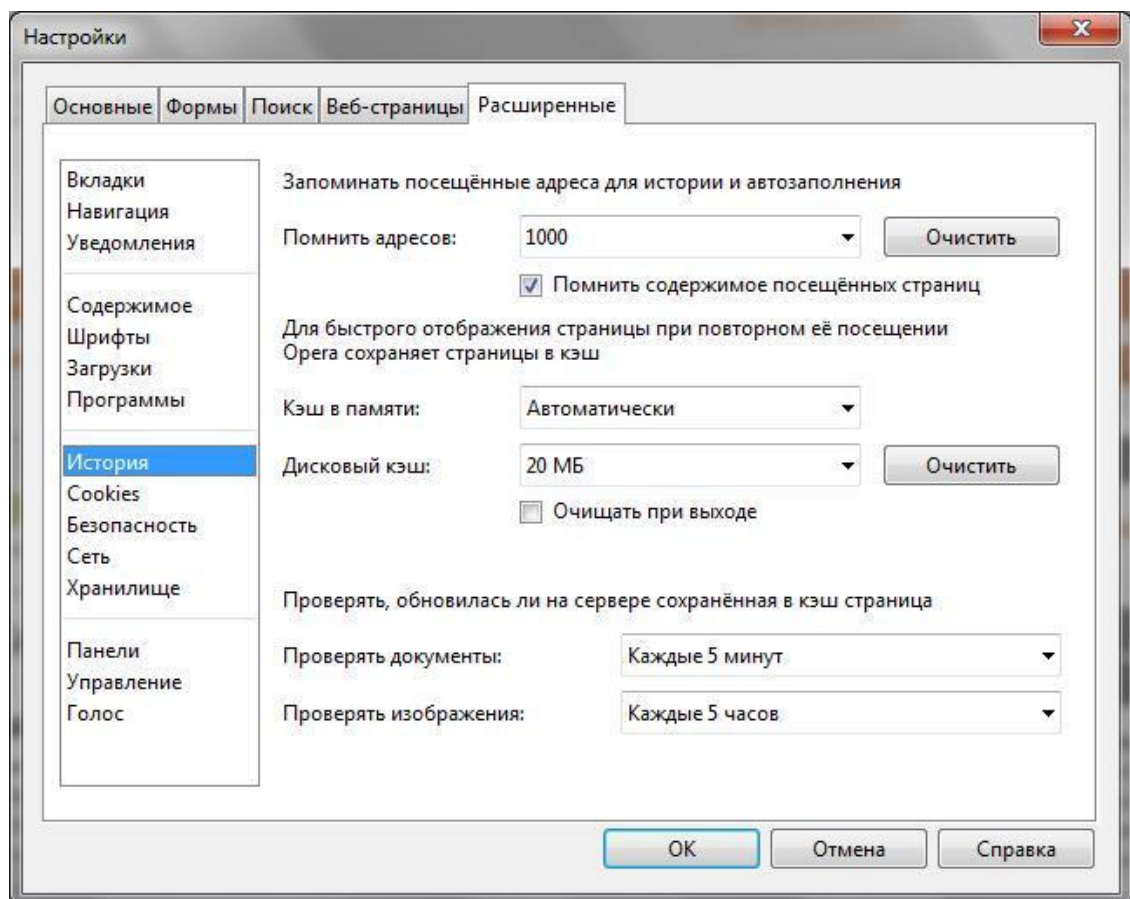 Настройки
Основные Формы Поиск Веб-страницы Расширенные
Вкладки
Навигация
Уведомления
Содержимое
Шрифты
Загрузки
Программы
История
Cookies
Безопасность
Сеть
Хранилище
Панели
Управление
Голос
Запоминать посещённые адреса для истории и автозаполнения
Помнить адресов: 1000 Очистить
Помнить содержимое посещённых страниц
Для быстрого отображения страницы при повторном её посещении
Opera сохраняет страницы в кэш
Кэш в памяти: Автоматически
Дисковый кэш: 20 МБ Очистить
Очищать при выходе
Проверять, обновилась ли на сервере сохранённая в кэш страница
Проверять документы: Каждые 5 минут
Проверять изображения: Каждые 5 часов
OK Отмена Справка